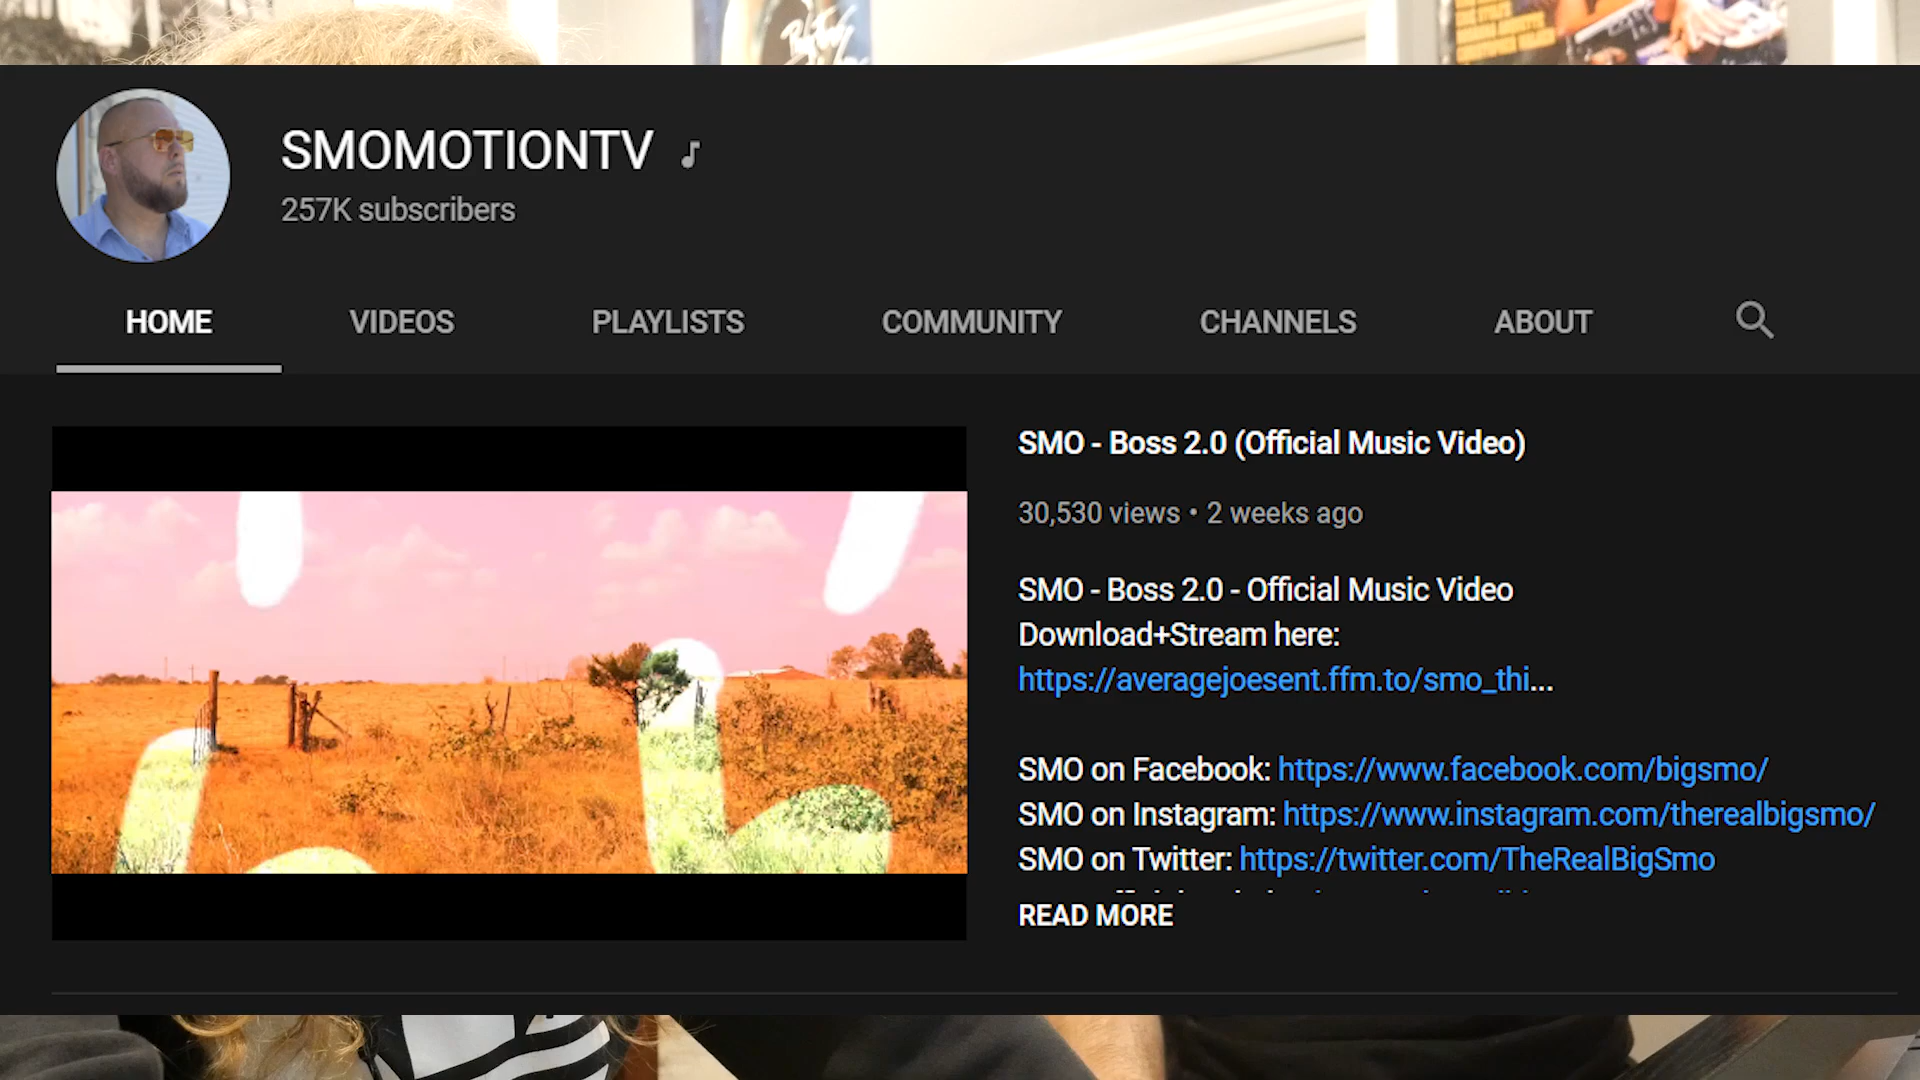 SMOMOTIONTV
257K subscribers
HOME VIDEOS PLAYLISTS COMMUNITY CHANNELS ABOUT
SMO - Boss 2.0 (Official Music Video)
30,530 views • 2 weeks ago
SMO - Boss 2.0 - Official Music Video
Download+Stream here:
https://averagejoesent.ffm.to/smo_thi...
SMO on Facebook: https://www.facebook.com/bigsmo/
SMO on Instagram: https://www.instagram.com/therealbigsmo/
SMO on Twitter: https://twitter.com/TheRealBigSmo
READ MORE